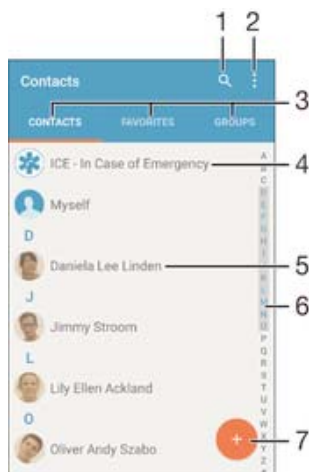 1 2
Contacts
3
CONTACTS FAVORITES GROUPS
ICE - In Case of Emergency 4
Myself
D
Daniela Lee Linden 5
J
Jimmy Stroom
6
L
Lily Ellen Ackland
O
+ 7
Oliver Andy Szabo
A
B
C
D
E
F
G
H
I
J
K
L
M
N
O
P
Q
R
S
T
U
V
W
X
Y
Z